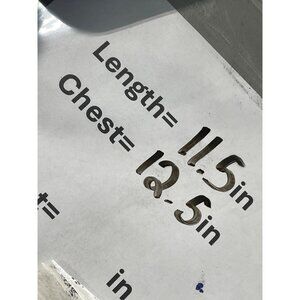 Length= 11.5in
Chest= 12.5in
t=
in